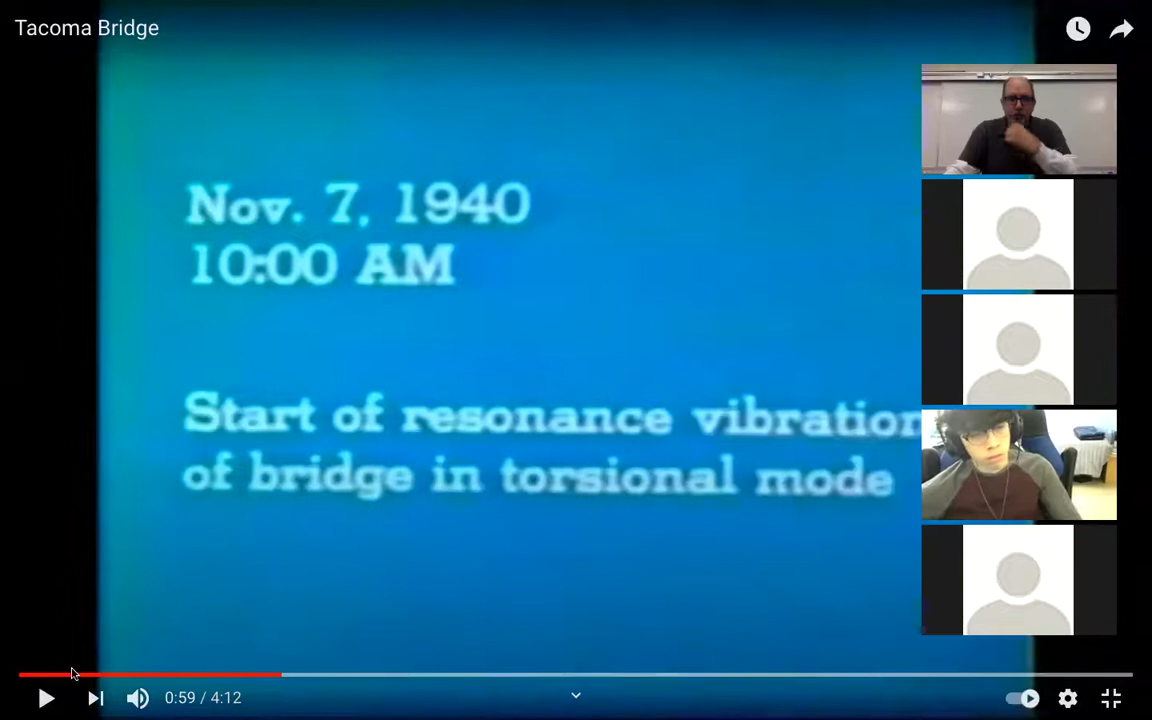 Tacoma Bridge
Nov. 7, 1940
10:00 AM
Start of resonance vibration
of bridge in torsional mode
0:59 / 4:12